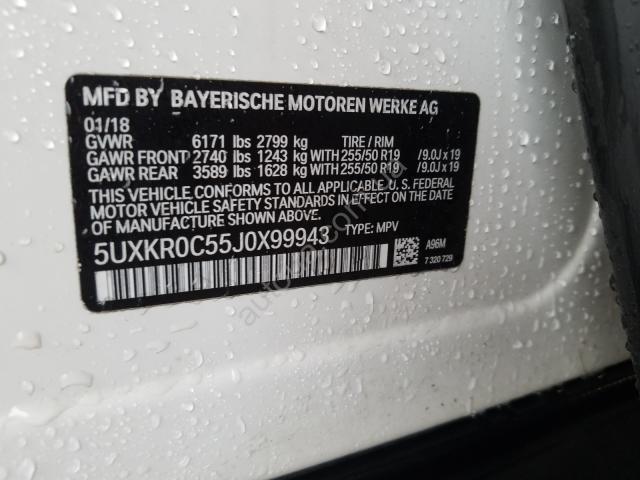 MFD BY BAYERISCHE MOTOREN WERKE AG
01/18
GVWR 6171 lbs 2799 kg TIRE / RIM
GAWR FRONT 2740 lbs 1243 kg WITH 255/50 R19 /9.0J x 19
GAWR REAR 3589 lbs 1628 kg WITH 255/50 R19 /9.0J x 19
THIS VEHICLE CONFORMS TO ALL APPLICABLE U. S. FEDERAL
MOTOR VEHICLE SAFETY STANDARDS IN EFFECT ON THE DATE
OF MANUFACTURE SHOWN ABOVE.
5UXKR0C55J0X99943 TYPE: MPV
A96M
7 320 729